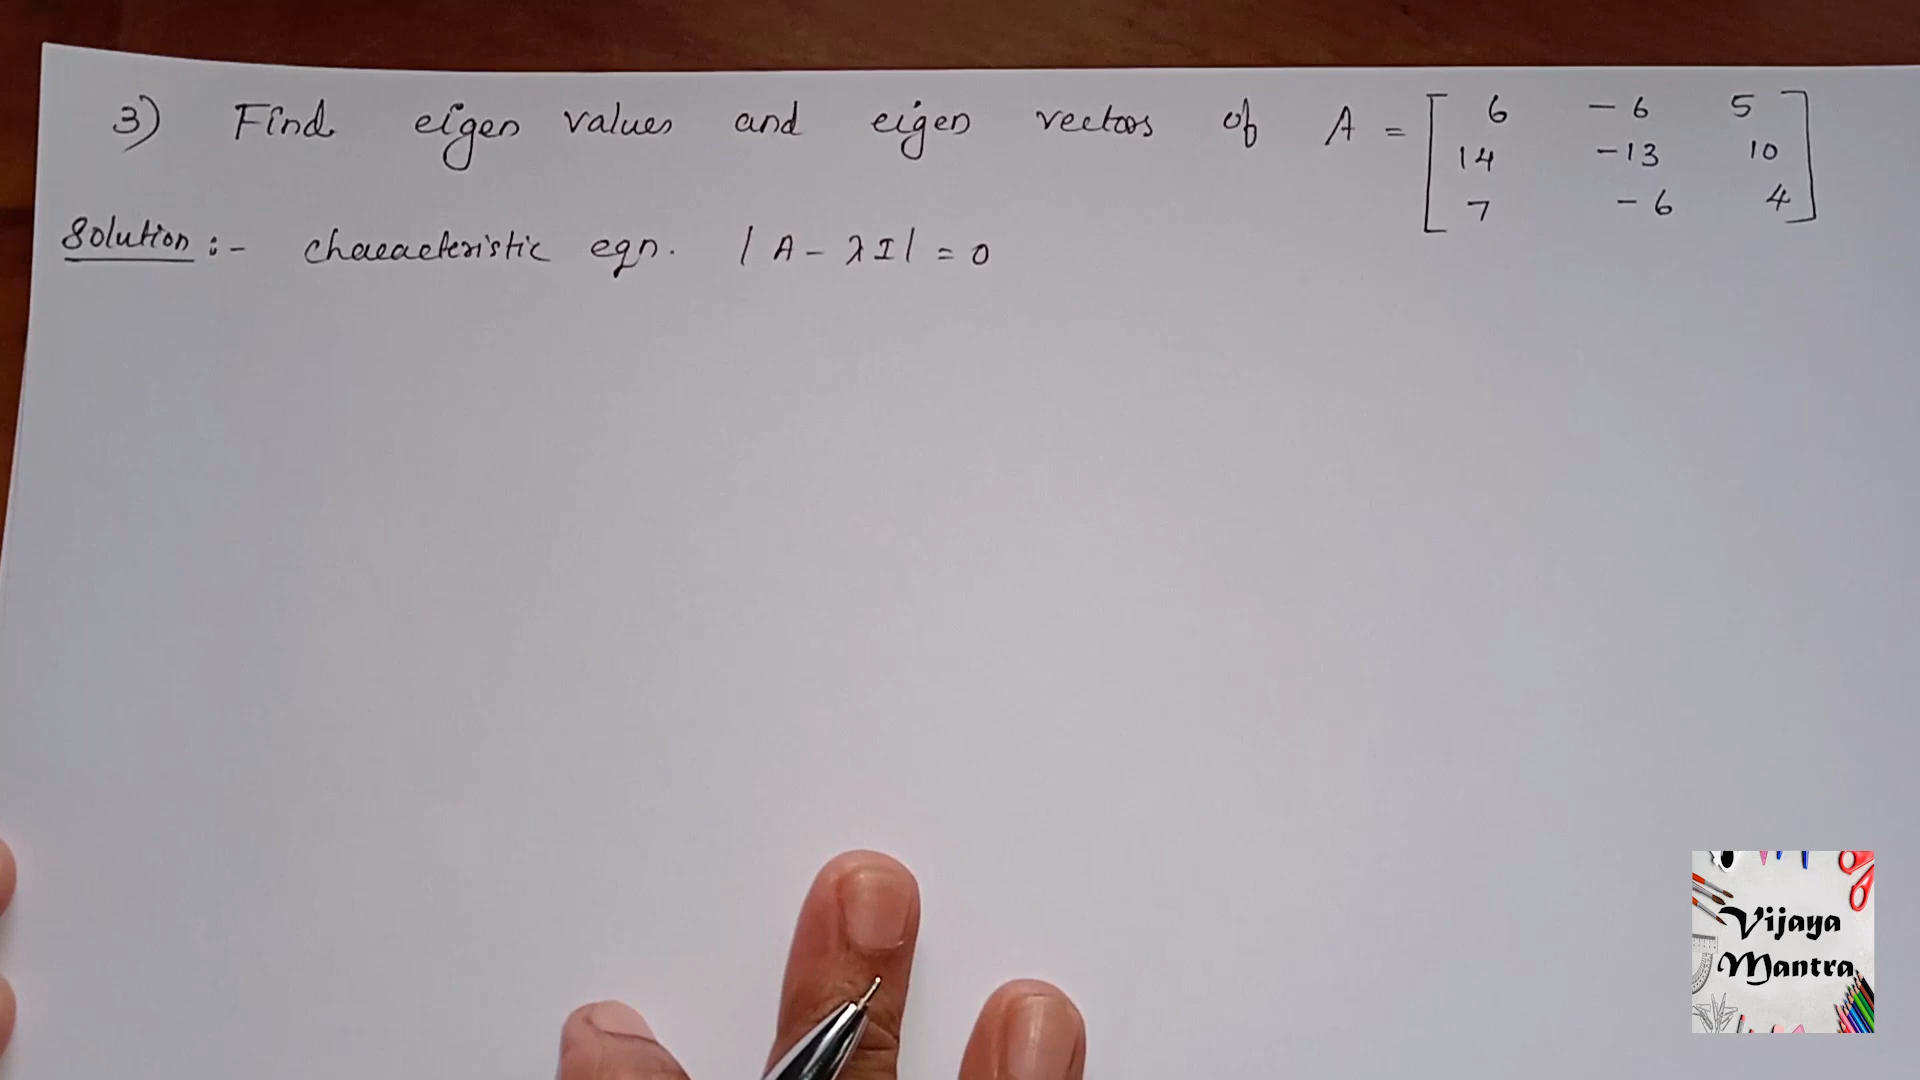 3) Find eigen values and eigen vectors of A = [ 6 -6 5
14 -13 10
7 -6 4 ]
Solution :- characteristic eqn. | A - λI | = 0
Vijaya
Mantra